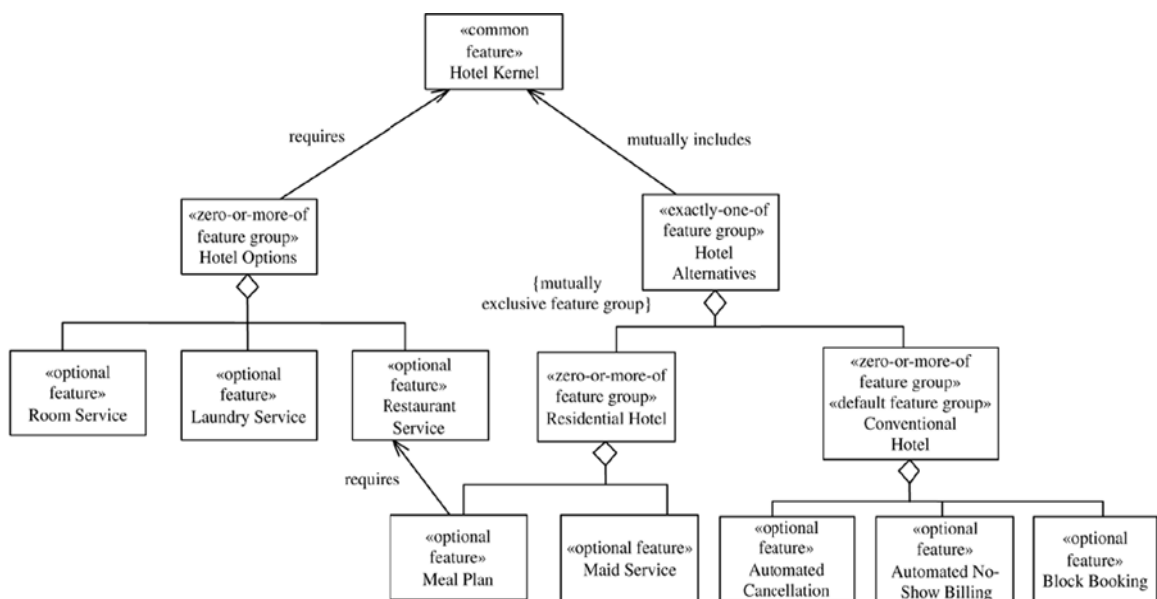 «common
feature»
Hotel Kernel
requires
mutually includes
«zero-or-more-of
feature group»
Hotel Options
«exactly-one-of
feature group»
Hotel
Alternatives
{mutually
exclusive feature group}
«optional
feature»
Room Service
«optional
feature»
Laundry Service
«optional
feature»
Restaurant
Service
«zero-or-more-of
feature group»
Residential Hotel
«zero-or-more-of
feature group»
«default feature group»
Conventional
Hotel
requires
«optional
feature»
Meal Plan
«optional feature»
Maid Service
«optional
feature»
Automated
Cancellation
«optional
feature»
Automated No-
Show Billing
«optional
feature»
Block Booking